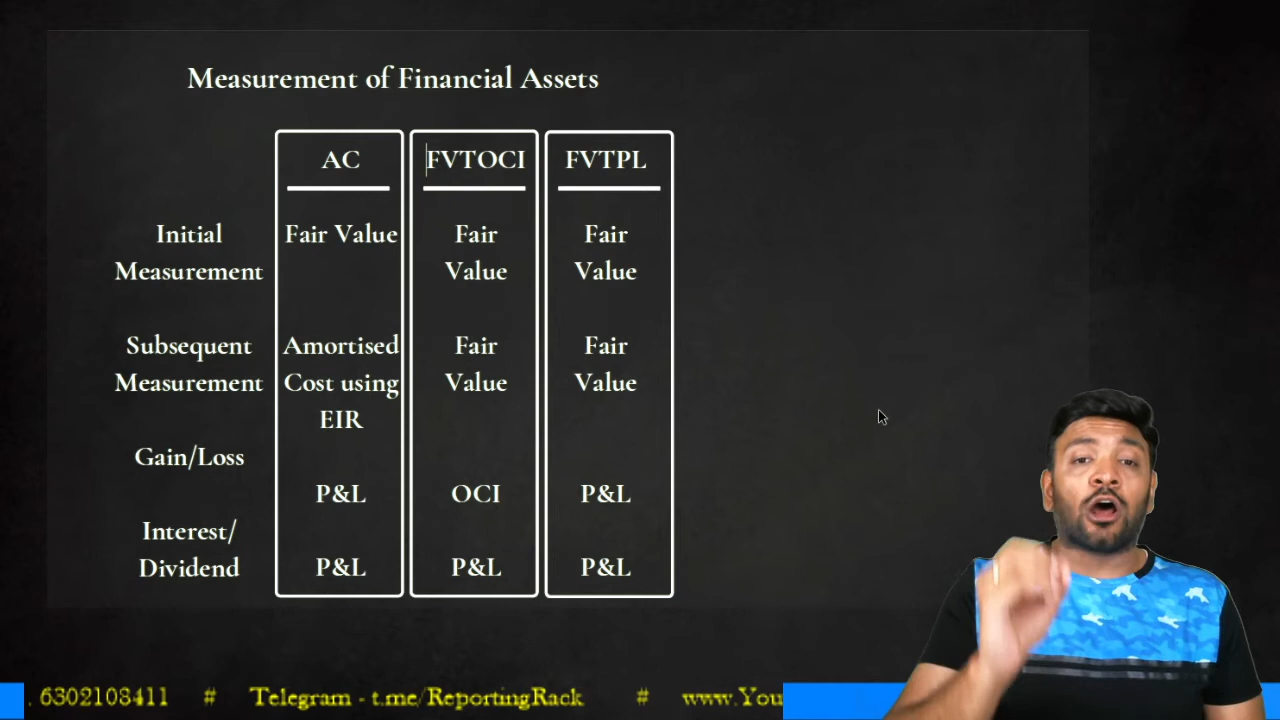 Measurement of Financial Assets
AC FVTOCI FVTPL
Initial Fair Value Fair Fair
Measurement Value Value
Subsequent Amortised Fair Fair
Measurement Cost using Value Value
EIR
Gain/Loss
P&L OCI P&L
Interest/
Dividend P&L P&L P&L
. 6302108411 # Telegram - t.me/ReportingRack # www.You